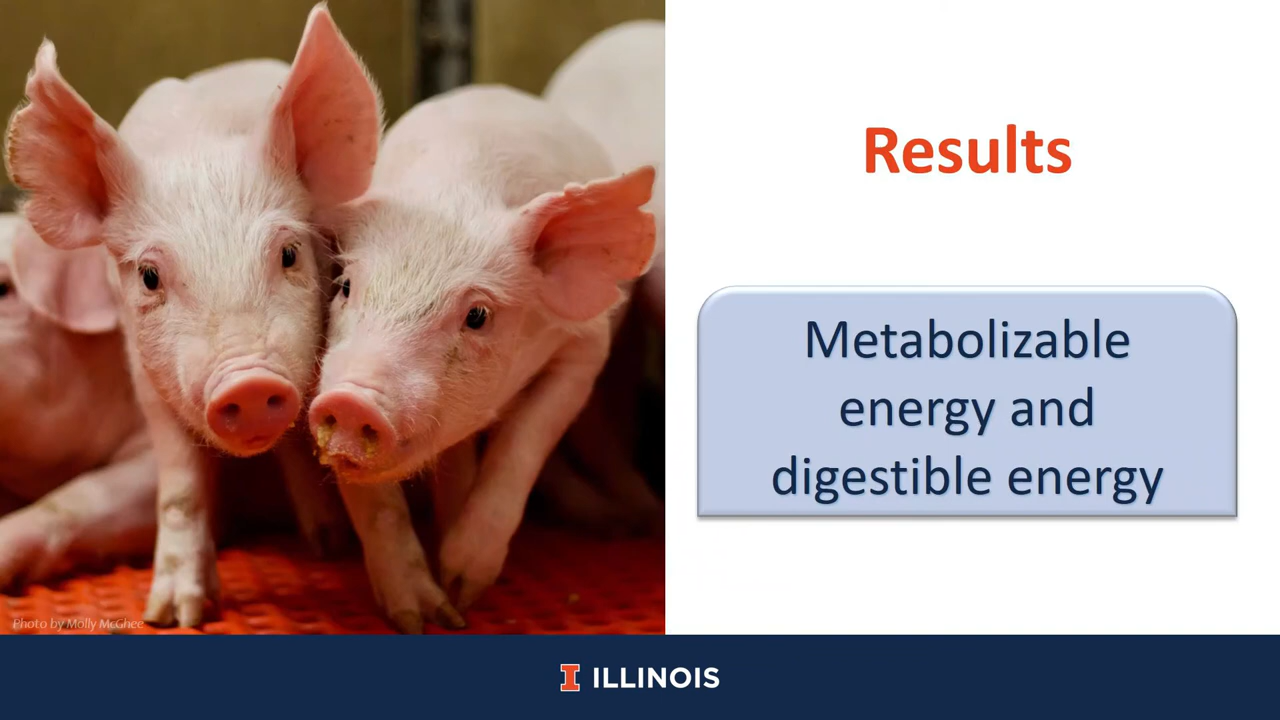 Results
Metabolizable
energy and
digestible energy
Photo by Molly McGhee
I ILLINOIS